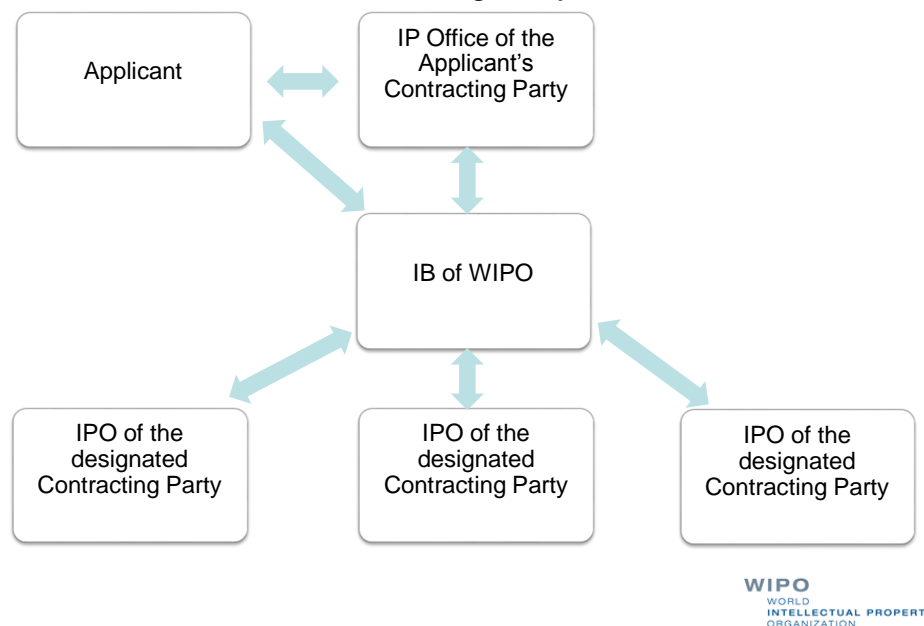 Applicant
IP Office of the
Applicant's
Contracting Party
IB of WIPO
IPO of the
designated
Contracting Party
IPO of the
designated
Contracting Party
IPO of the
designated
Contracting Party
WIPO
WORLD
INTELLECTUAL PROPERT
ORGANIZATION